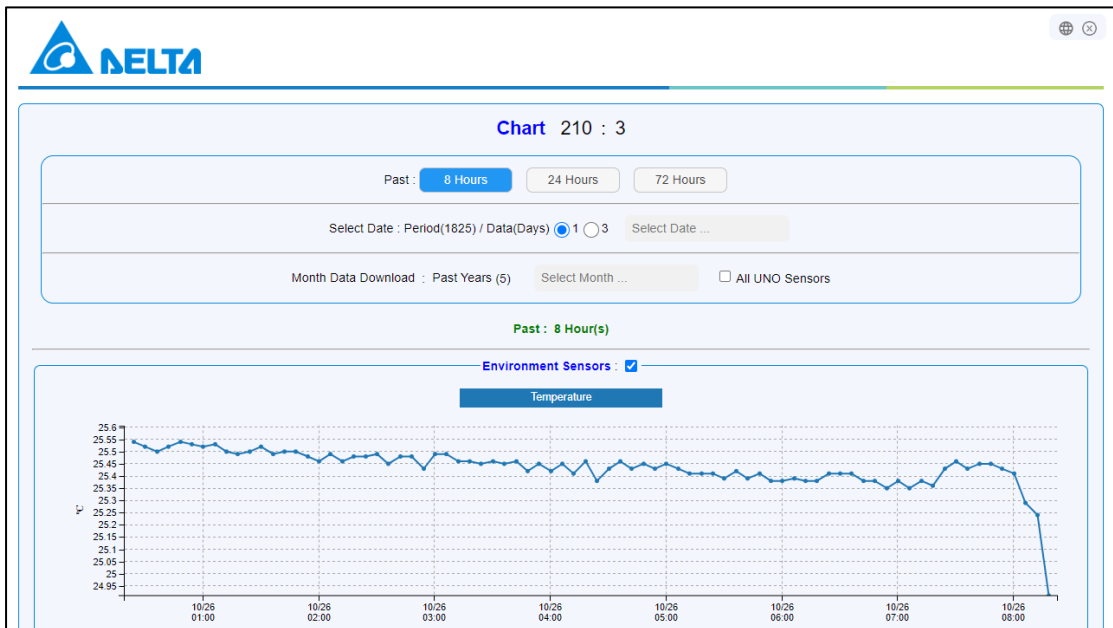 DELTA
Chart 210 : 3
Past : 8 Hours 24 Hours 72 Hours
Select Date : Period(1825) / Data(Days) 1 3 Select Date ...
Month Data Download : Past Years (5) Select Month ... All UNO Sensors
Past : 8 Hour(s)
Environment Sensors :
Temperature
25.6
25.55
25.5
25.45
25.4
25.35
25.3
25.25
25.2
25.15
25.1
25.05
25
24.95
℃
10/26 10/26 10/26 10/26 10/26 10/26 10/26 10/26
01:00 02:00 03:00 04:00 05:00 06:00 07:00 08:00